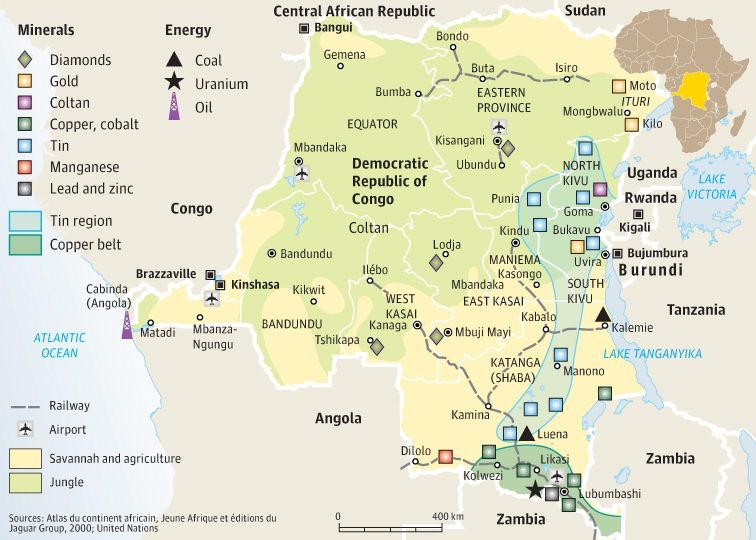 Central African Republic
Sudan
Minerals
Diamonds
Gold
Coltan
Copper, cobalt
Tin
Manganese
Lead and zinc
Tin region
Copper belt
Energy
Coal
Uranium
Oil
Bangui
Gemena
Bondo
Buta
Isiro
Bumba
EASTERN
PROVINCE
Moto
ITURI
Mongbwalu
Kilo
EQUATOR
Kisangani
Mbandaka
Ubundu
Democratic
Republic of
Congo
NORTH
KIVU
Uganda
LAKE
VICTORIA
Rwanda
Kigali
Punia
Goma
Congo
Coltan
Kindu
Bukavu
Bujumbura
Burundi
Uvira
Lodja
MANIEMA
Bandundu
Ilébo
Kasongo
Brazzaville
Kinshasa
Mbandaka
SOUTH
KIVU
Cabinda
(Angola)
Kikwit
WEST
KASAI
EAST KASAI
Tanzania
Matadi
Mbanza-
Ngungu
BANDUNDU
Kanaga
Mbuji Mayi
Kabalo
Kalemie
Tshikapa
ATLANTIC
OCEAN
LAKE TANGANYIKA
KATANGA
(SHABA)
Manono
Railway
Airport
Angola
Kamina
Luena
Savannah and agriculture
Jungle
Dilolo
Kolwezi
Likasi
Zambia
Lubumbashi
Zambia
0
400 km
Sources: Atlas du continent africain, Jeune Afrique et éditions du
Jaguar Group, 2000; United Nations